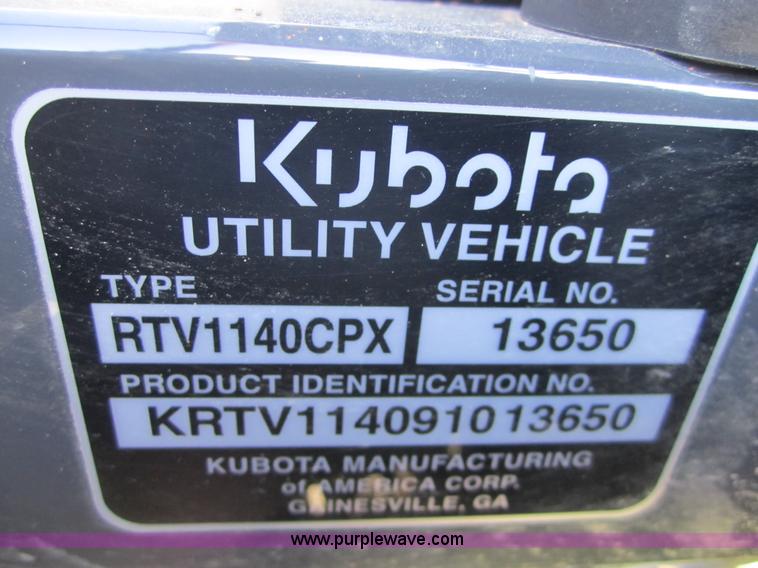 Kubota
UTILITY VEHICLE
TYPE SERIAL NO.
RTV1140CPX 13650
PRODUCT IDENTIFICATION NO.
KRTV114091013650
KUBOTA MANUFACTURING
of AMERICA CORP.
GAINESVILLE, GA
www.purplewave.com